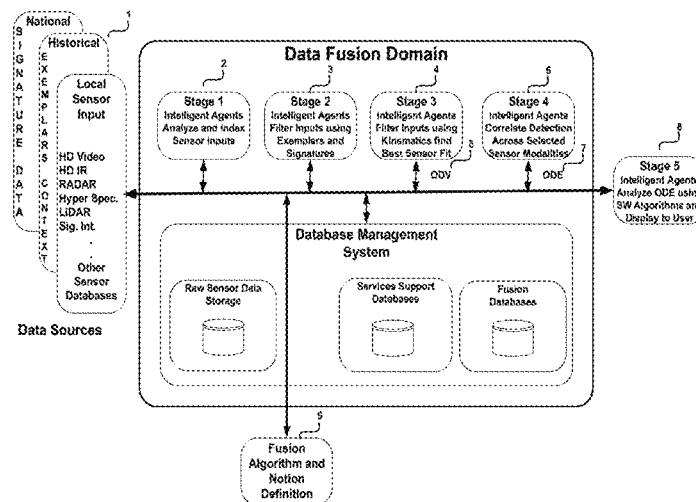 National
SIGNATURE DATA
Historical
EXEMPLARS CONTEXT
Local
Sensor
Input
HD Video
HD IR
RADAR
Hyper Spec.
LiDAR
Sig. Int.
.
.
Other
Sensor
Databases
Data Sources
1
Data Fusion Domain
2
Stage 1
Intelligent Agents
Analyze and Index
Sensor inputs
3
Stage 2
Intelligent Agents
Filter Inputs using
Exemplers and
Signatures
4
Stage 3
Intelligent Agents
Filter Inputs using
Kinematics find
Best Sensor Fit
ODV
Stage 4
Intelligent Agents
Correlate Detection
Across Selected
Sensor Modalities
ODE
7
8
Stage 5
Intelligent Agents
Analyze ODE using
SW Algorithms and
Display to User
Database Management
System
Raw Sensor Data
Storage
Services Support
Databases
Fusion
Databases
Fusion
Algorithm and
Notion
Definition